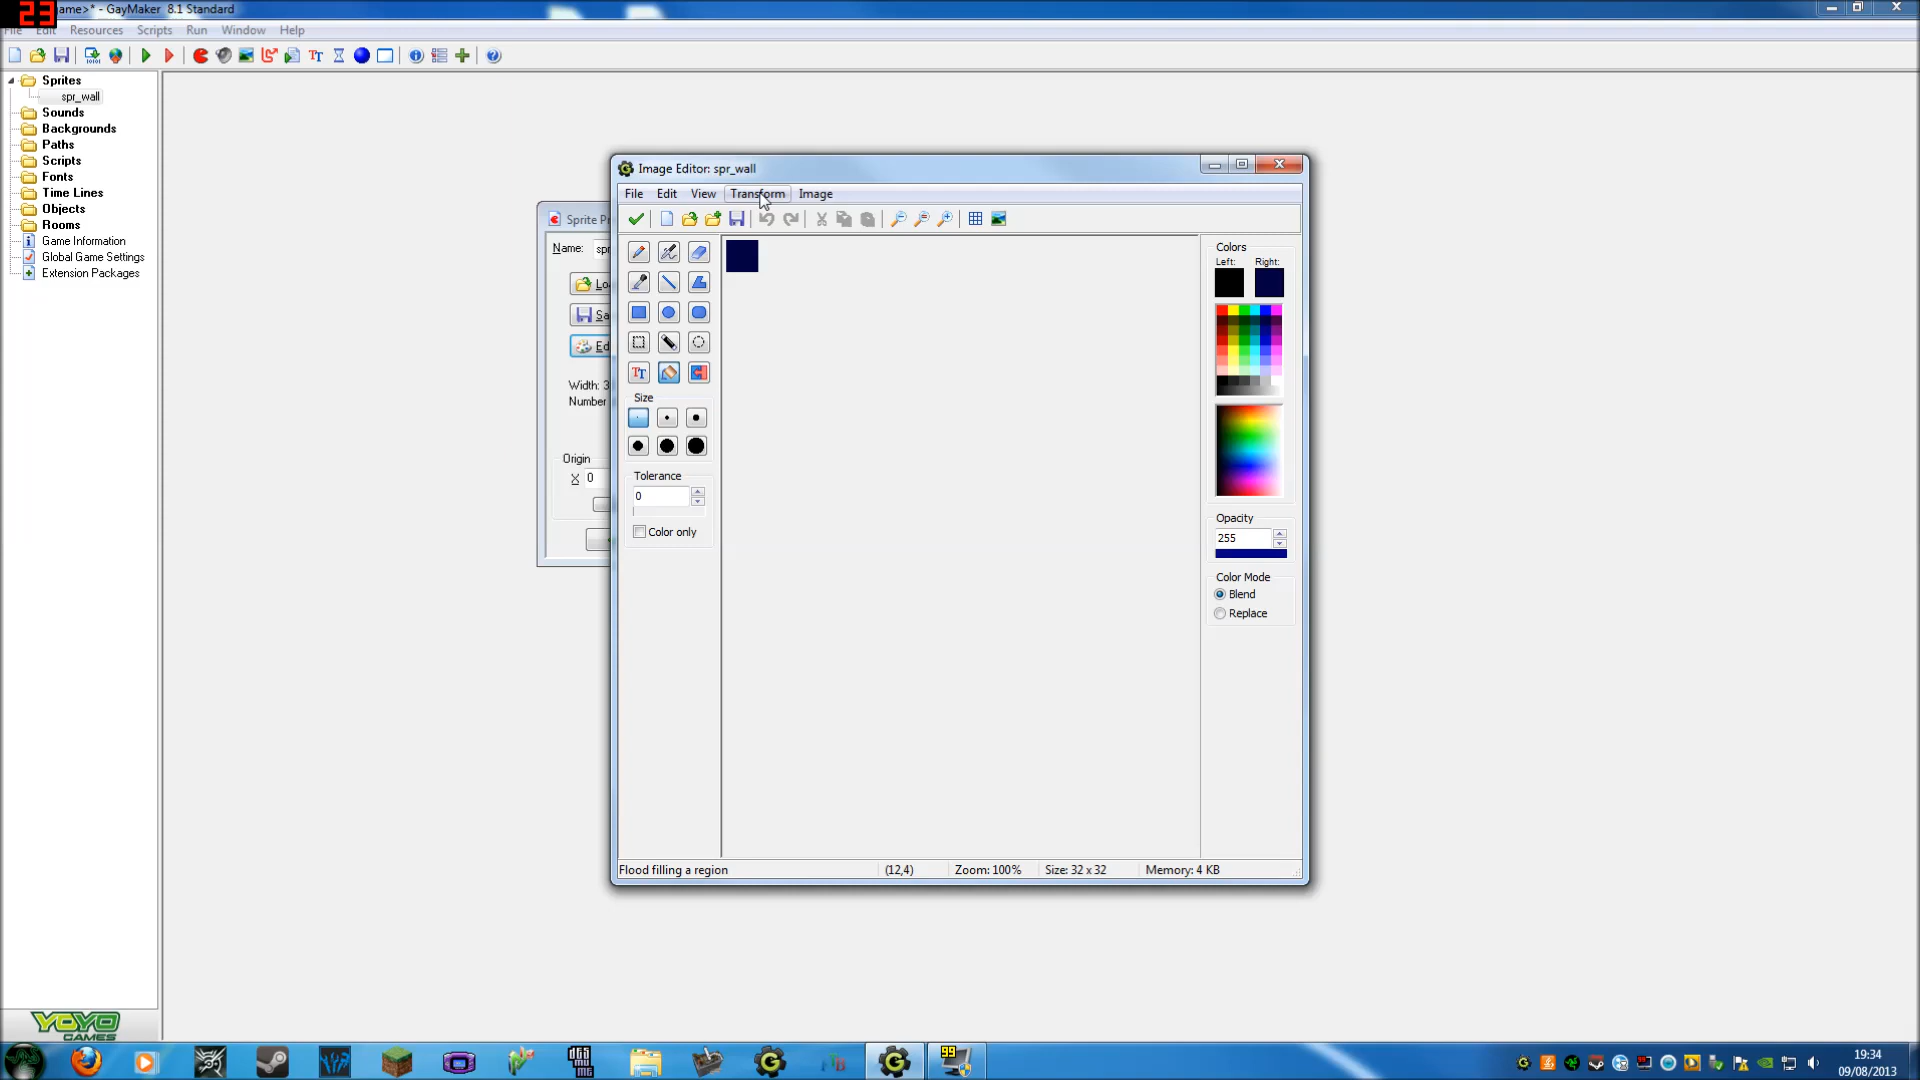 23
ame>* - GayMaker 8.1 Standard
File Edit Resources Scripts Run Window Help
Sprites
spr_wall
Sounds
Backgrounds
Paths
Scripts
Fonts
Time Lines
Objects
Rooms
Game Information
Global Game Settings
Extension Packages
YOYO GAMES
Sprite Pr
Name: spr
Lo
Sa
Ed
Width: 3
Number
Origin
X 0
Image Editor: spr_wall
File Edit View Transform Image
Size
Tolerance
0
Color only
Colors
Left: Right:
Opacity
255
Color Mode
Blend
Replace
Flood filling a region (12,4) Zoom: 100% Size: 32 x 32 Memory: 4 KB
99
19:34
09/08/2013